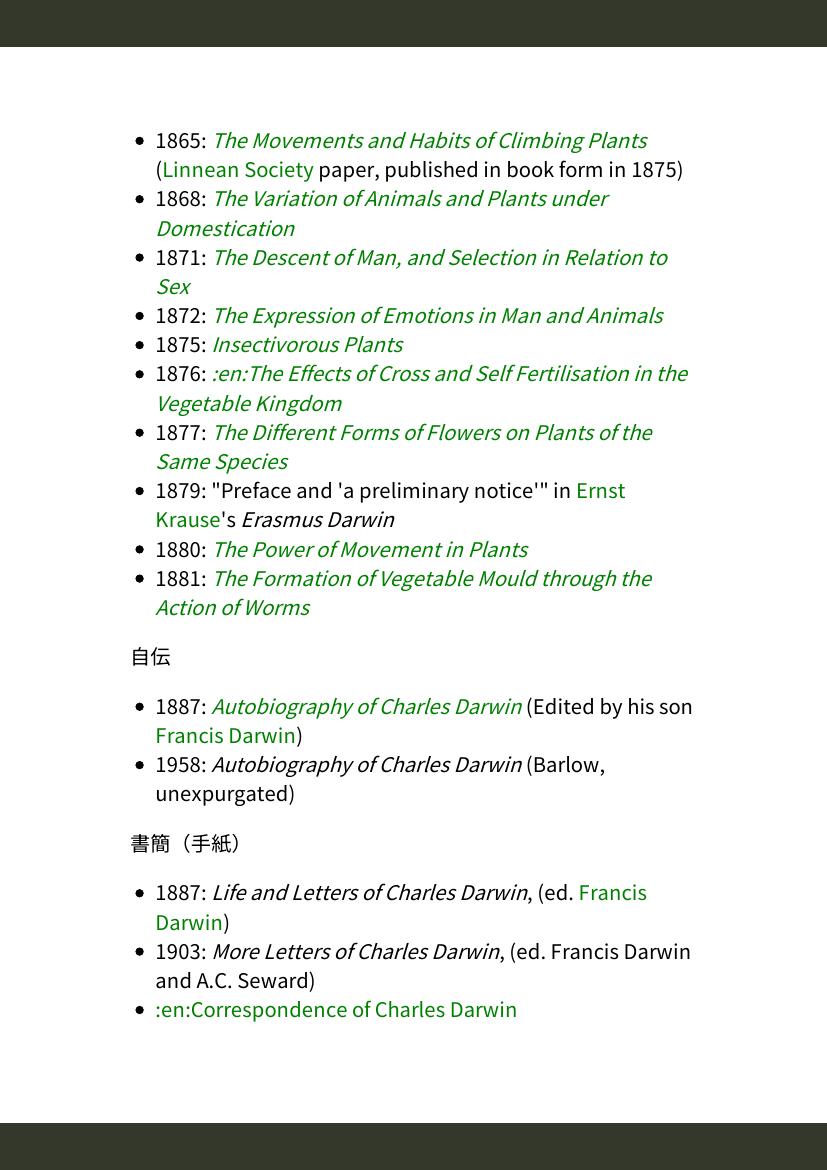 • 1865: The Movements and Habits of Climbing Plants
(Linnean Society paper, published in book form in 1875)
• 1868: The Variation of Animals and Plants under
Domestication
• 1871: The Descent of Man, and Selection in Relation to
Sex
• 1872: The Expression of Emotions in Man and Animals
• 1875: Insectivorous Plants
• 1876: :en:The Effects of Cross and Self Fertilisation in the
Vegetable Kingdom
• 1877: The Different Forms of Flowers on Plants of the
Same Species
• 1879: "Preface and 'a preliminary notice'" in Ernst
Krause's Erasmus Darwin
• 1880: The Power of Movement in Plants
• 1881: The Formation of Vegetable Mould through the
Action of Worms
自伝
• 1887: Autobiography of Charles Darwin (Edited by his son
Francis Darwin)
• 1958: Autobiography of Charles Darwin (Barlow,
unexpurgated)
書簡（手紙）
• 1887: Life and Letters of Charles Darwin, (ed. Francis
Darwin)
• 1903: More Letters of Charles Darwin, (ed. Francis Darwin
and A.C. Seward)
• :en:Correspondence of Charles Darwin